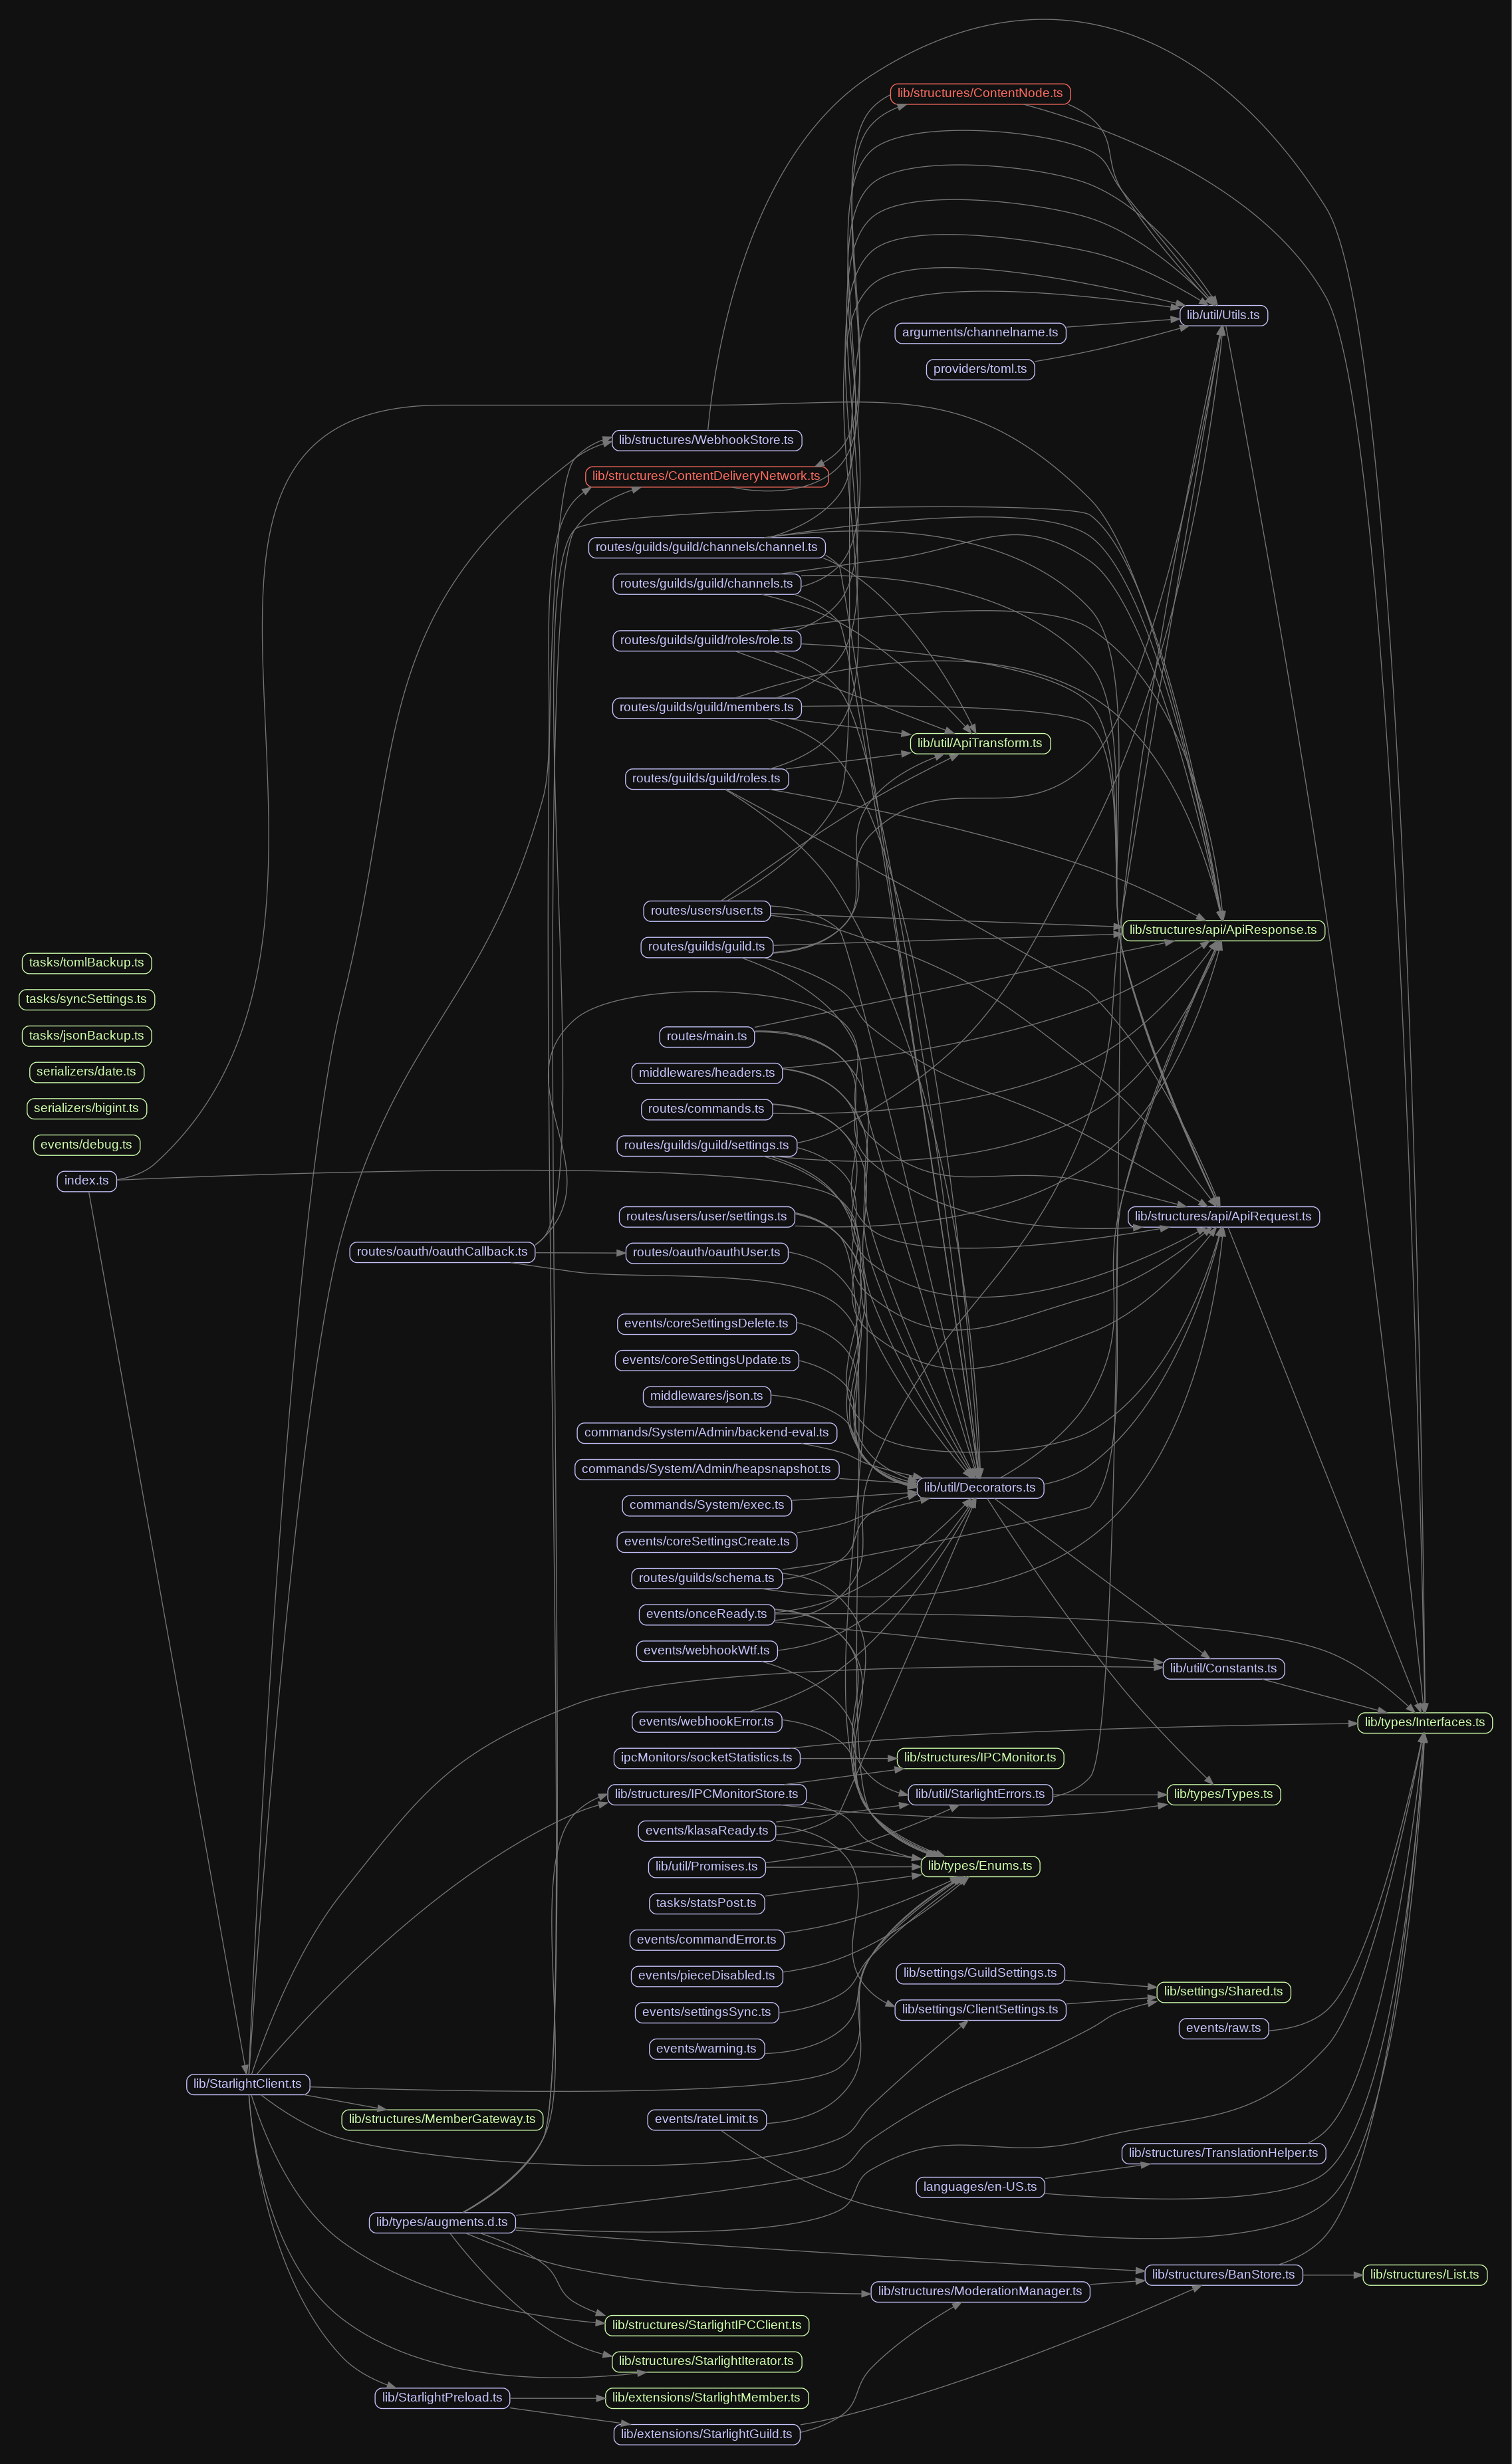 lib/structures/ContentNode.ts
lib/util/Utils.ts
arguments/channelname.ts
providers/toml.ts
lib/structures/WebhookStore.ts
lib/structures/ContentDeliveryNetwork.ts
routes/guilds/guild/channels/channel.ts
routes/guilds/guild/channels.ts
routes/guilds/guild/roles/role.ts
routes/guilds/guild/members.ts
lib/util/ApiTransform.ts
routes/guilds/guild/roles.ts
routes/users/user.ts
lib/structures/api/ApiResponse.ts
routes/guilds/guild.ts
tasks/tomlBackup.ts
tasks/syncSettings.ts
routes/main.ts
tasks/jsonBackup.ts
serializers/date.ts
middlewares/headers.ts
serializers/bigint.ts
routes/commands.ts
events/debug.ts
routes/guilds/guild/settings.ts
index.ts
routes/users/user/settings.ts
lib/structures/api/ApiRequest.ts
routes/oauth/oauthCallback.ts
routes/oauth/oauthUser.ts
events/coreSettingsDelete.ts
events/coreSettingsUpdate.ts
middlewares/json.ts
commands/System/Admin/backend-eval.ts
commands/System/Admin/heapsnapshot.ts
lib/util/Decorators.ts
commands/System/exec.ts
events/coreSettingsCreate.ts
routes/guilds/schema.ts
events/onceReady.ts
events/webhookWtf.ts
lib/util/Constants.ts
events/webhookError.ts
lib/types/Interfaces.ts
ipcMonitors/socketStatistics.ts
lib/structures/IPCMonitor.ts
lib/structures/IPCMonitorStore.ts
lib/util/StarlightErrors.ts
lib/types/Types.ts
events/klasaReady.ts
lib/util/Promises.ts
lib/types/Enums.ts
tasks/statsPost.ts
events/commandError.ts
events/pieceDisabled.ts
lib/settings/GuildSettings.ts
lib/settings/Shared.ts
events/settingsSync.ts
lib/settings/ClientSettings.ts
events/raw.ts
events/warning.ts
lib/StarlightClient.ts
lib/structures/MemberGateway.ts
events/rateLimit.ts
lib/structures/TranslationHelper.ts
languages/en-US.ts
lib/types/augments.d.ts
lib/structures/BanStore.ts
lib/structures/List.ts
lib/structures/ModerationManager.ts
lib/structures/StarlightIPCClient.ts
lib/structures/StarlightIterator.ts
lib/StarlightPreload.ts
lib/extensions/StarlightMember.ts
lib/extensions/StarlightGuild.ts